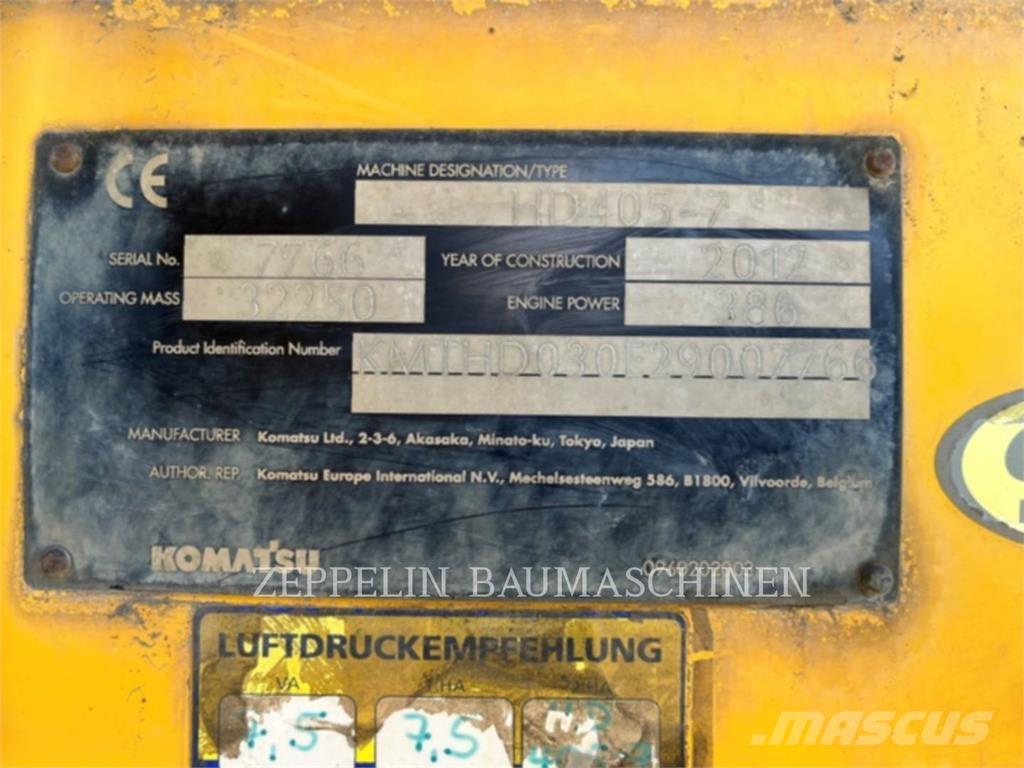 CE
MACHINE DESIGNATION/TYPE
HD405-7
SERIAL No. 7766 YEAR OF CONSTRUCTION 2012
OPERATING MASS 32250 ENGINE POWER 386
Product Identification Number KMTHD030E29007766
MANUFACTURER Komatsu Ltd., 2-3-6, Akasaka, Minato-ku, Tokyo, Japan
AUTHOR. REP. Komatsu Europe International N.V., Mechelsesteenweg 586, B1800, Vilvoorde, Belgium
KOMATSU
ZEPPELIN BAUMASCHINEN
LUFTDRUCKEMPFEHLUNG
VA HA
7,5 7,5
MASCUS